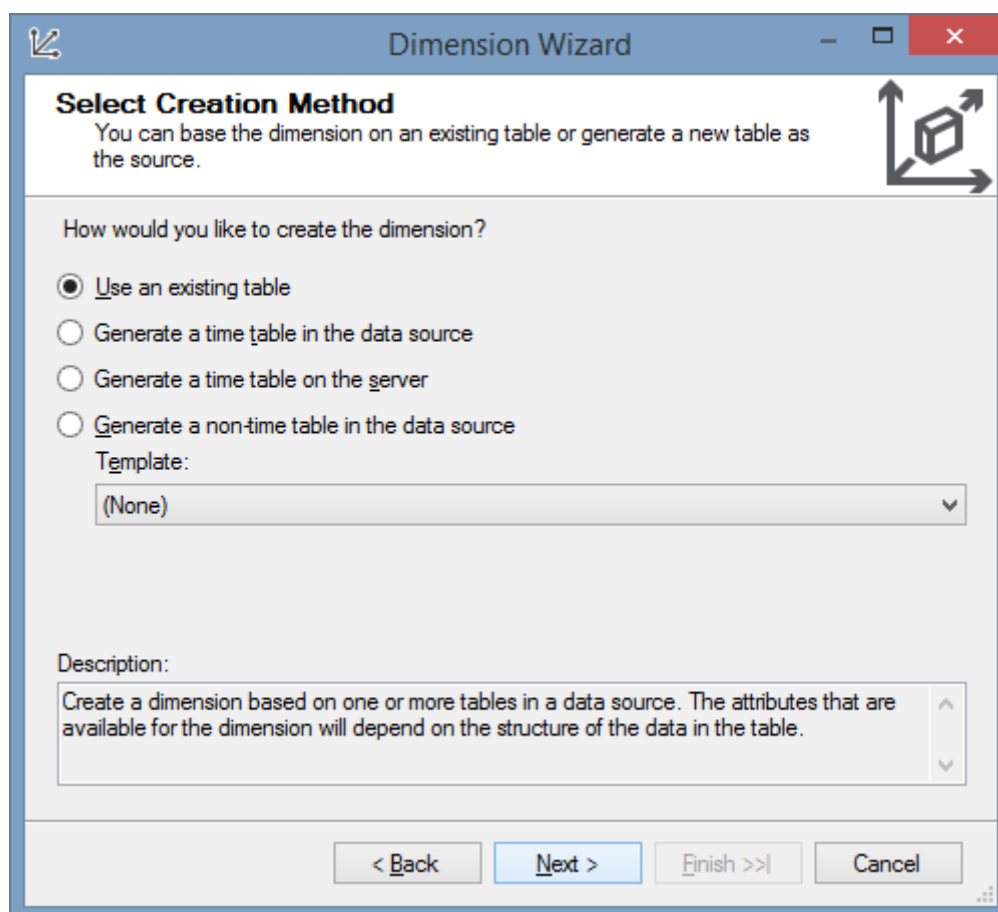 Dimension Wizard
Select Creation Method
You can base the dimension on an existing table or generate a new table as
the source.
How would you like to create the dimension?
Use an existing table
Generate a time table in the data source
Generate a time table on the server
Generate a non-time table in the data source
Template:
(None)
Description:
Create a dimension based on one or more tables in a data source. The attributes that are
available for the dimension will depend on the structure of the data in the table.
< Back
Next >
Finish >>|
Cancel